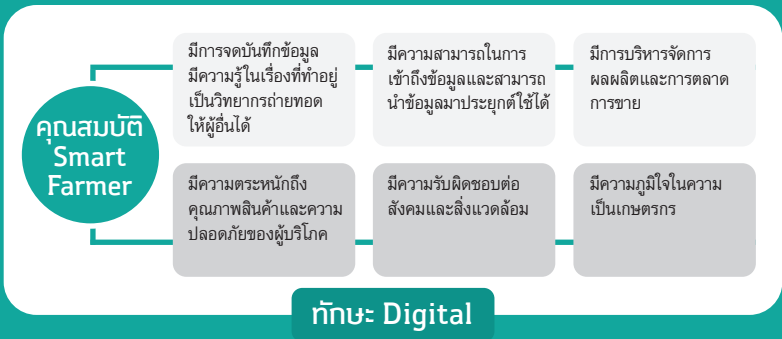 คุณสมบัติ
Smart
Farmer
มีการจดบันทึกข้อมูล
มีความรู้ในเรื่องที่ทำอยู่
เป็นวิทยากรถ่ายทอด
ให้ผู้อื่นได้
มีความสามารถในการ
เข้าถึงข้อมูลและสามารถ
นำข้อมูลมาประยุกต์ใช้ได้
มีการบริหารจัดการ
ผลผลิตและการตลาด
การขาย
มีความตระหนักถึง
คุณภาพสินค้าและความ
ปลอดภัยของผู้บริโภค
มีความรับผิดชอบต่อ
สังคมและสิ่งแวดล้อม
มีความภูมิใจในความ
เป็นเกษตรกร
ทักษะ Digital